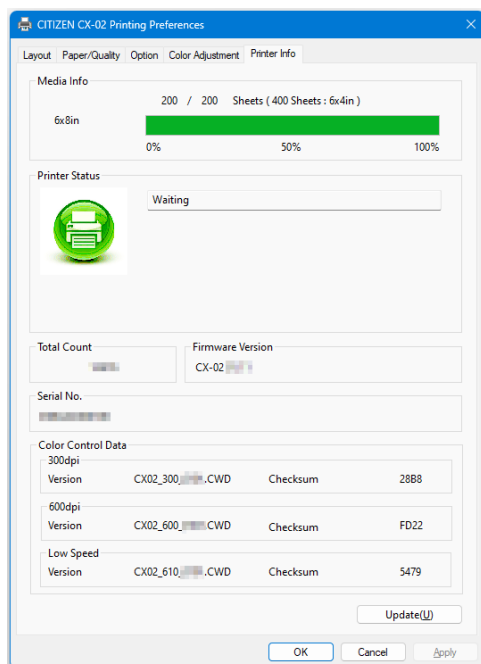 CITIZEN CX-02 Printing Preferences
Layout Paper/Quality Option Color Adjustment Printer Info
Media Info
200 / 200 Sheets ( 400 Sheets : 6x4in )
6x8in
0% 50% 100%
Printer Status
Waiting
Total Count Firmware Version
CX-02
Serial No.
Color Control Data
300dpi
Version CX02_300_ .CWD Checksum 28B8
600dpi
Version CX02_600_ .CWD Checksum FD22
Low Speed
Version CX02_610_ .CWD Checksum 5479
Update(U)
OK Cancel Apply